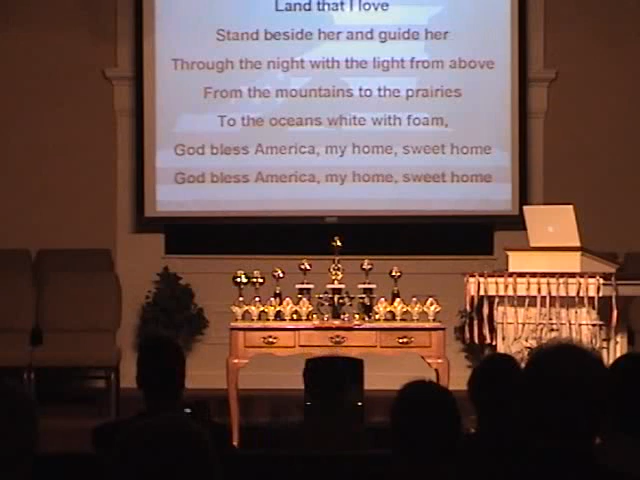 Land that I love
Stand beside her and guide her
Through the night with the light from above
From the mountains to the prairies
To the oceans white with foam,
God bless America, my home, sweet home
God bless America, my home, sweet home